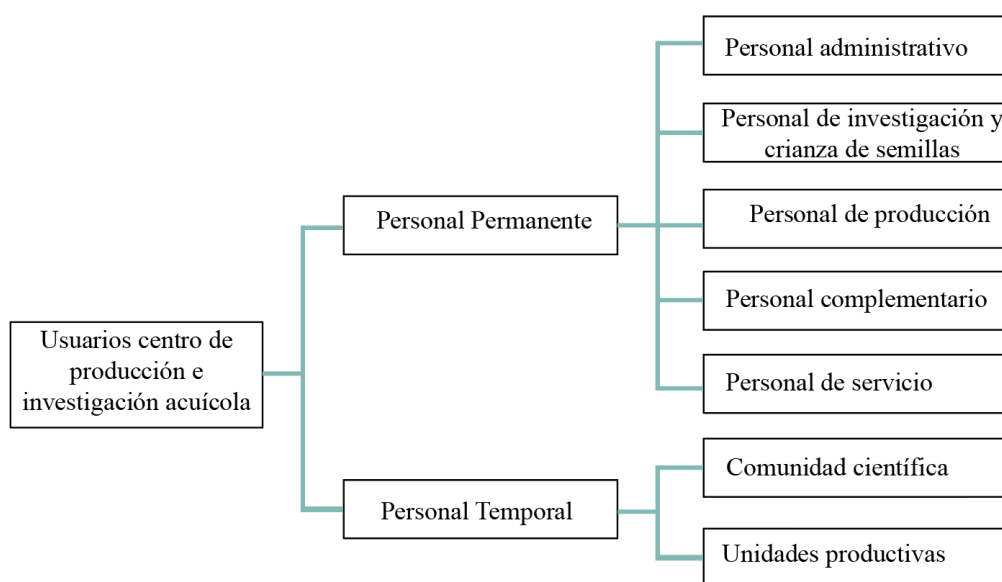 Usuarios centro de
producción e
investigación acuícola
Personal Permanente
Personal administrativo
Personal de investigación y
crianza de semillas
Personal de producción
Personal complementario
Personal de servicio
Personal Temporal
Comunidad científica
Unidades productivas